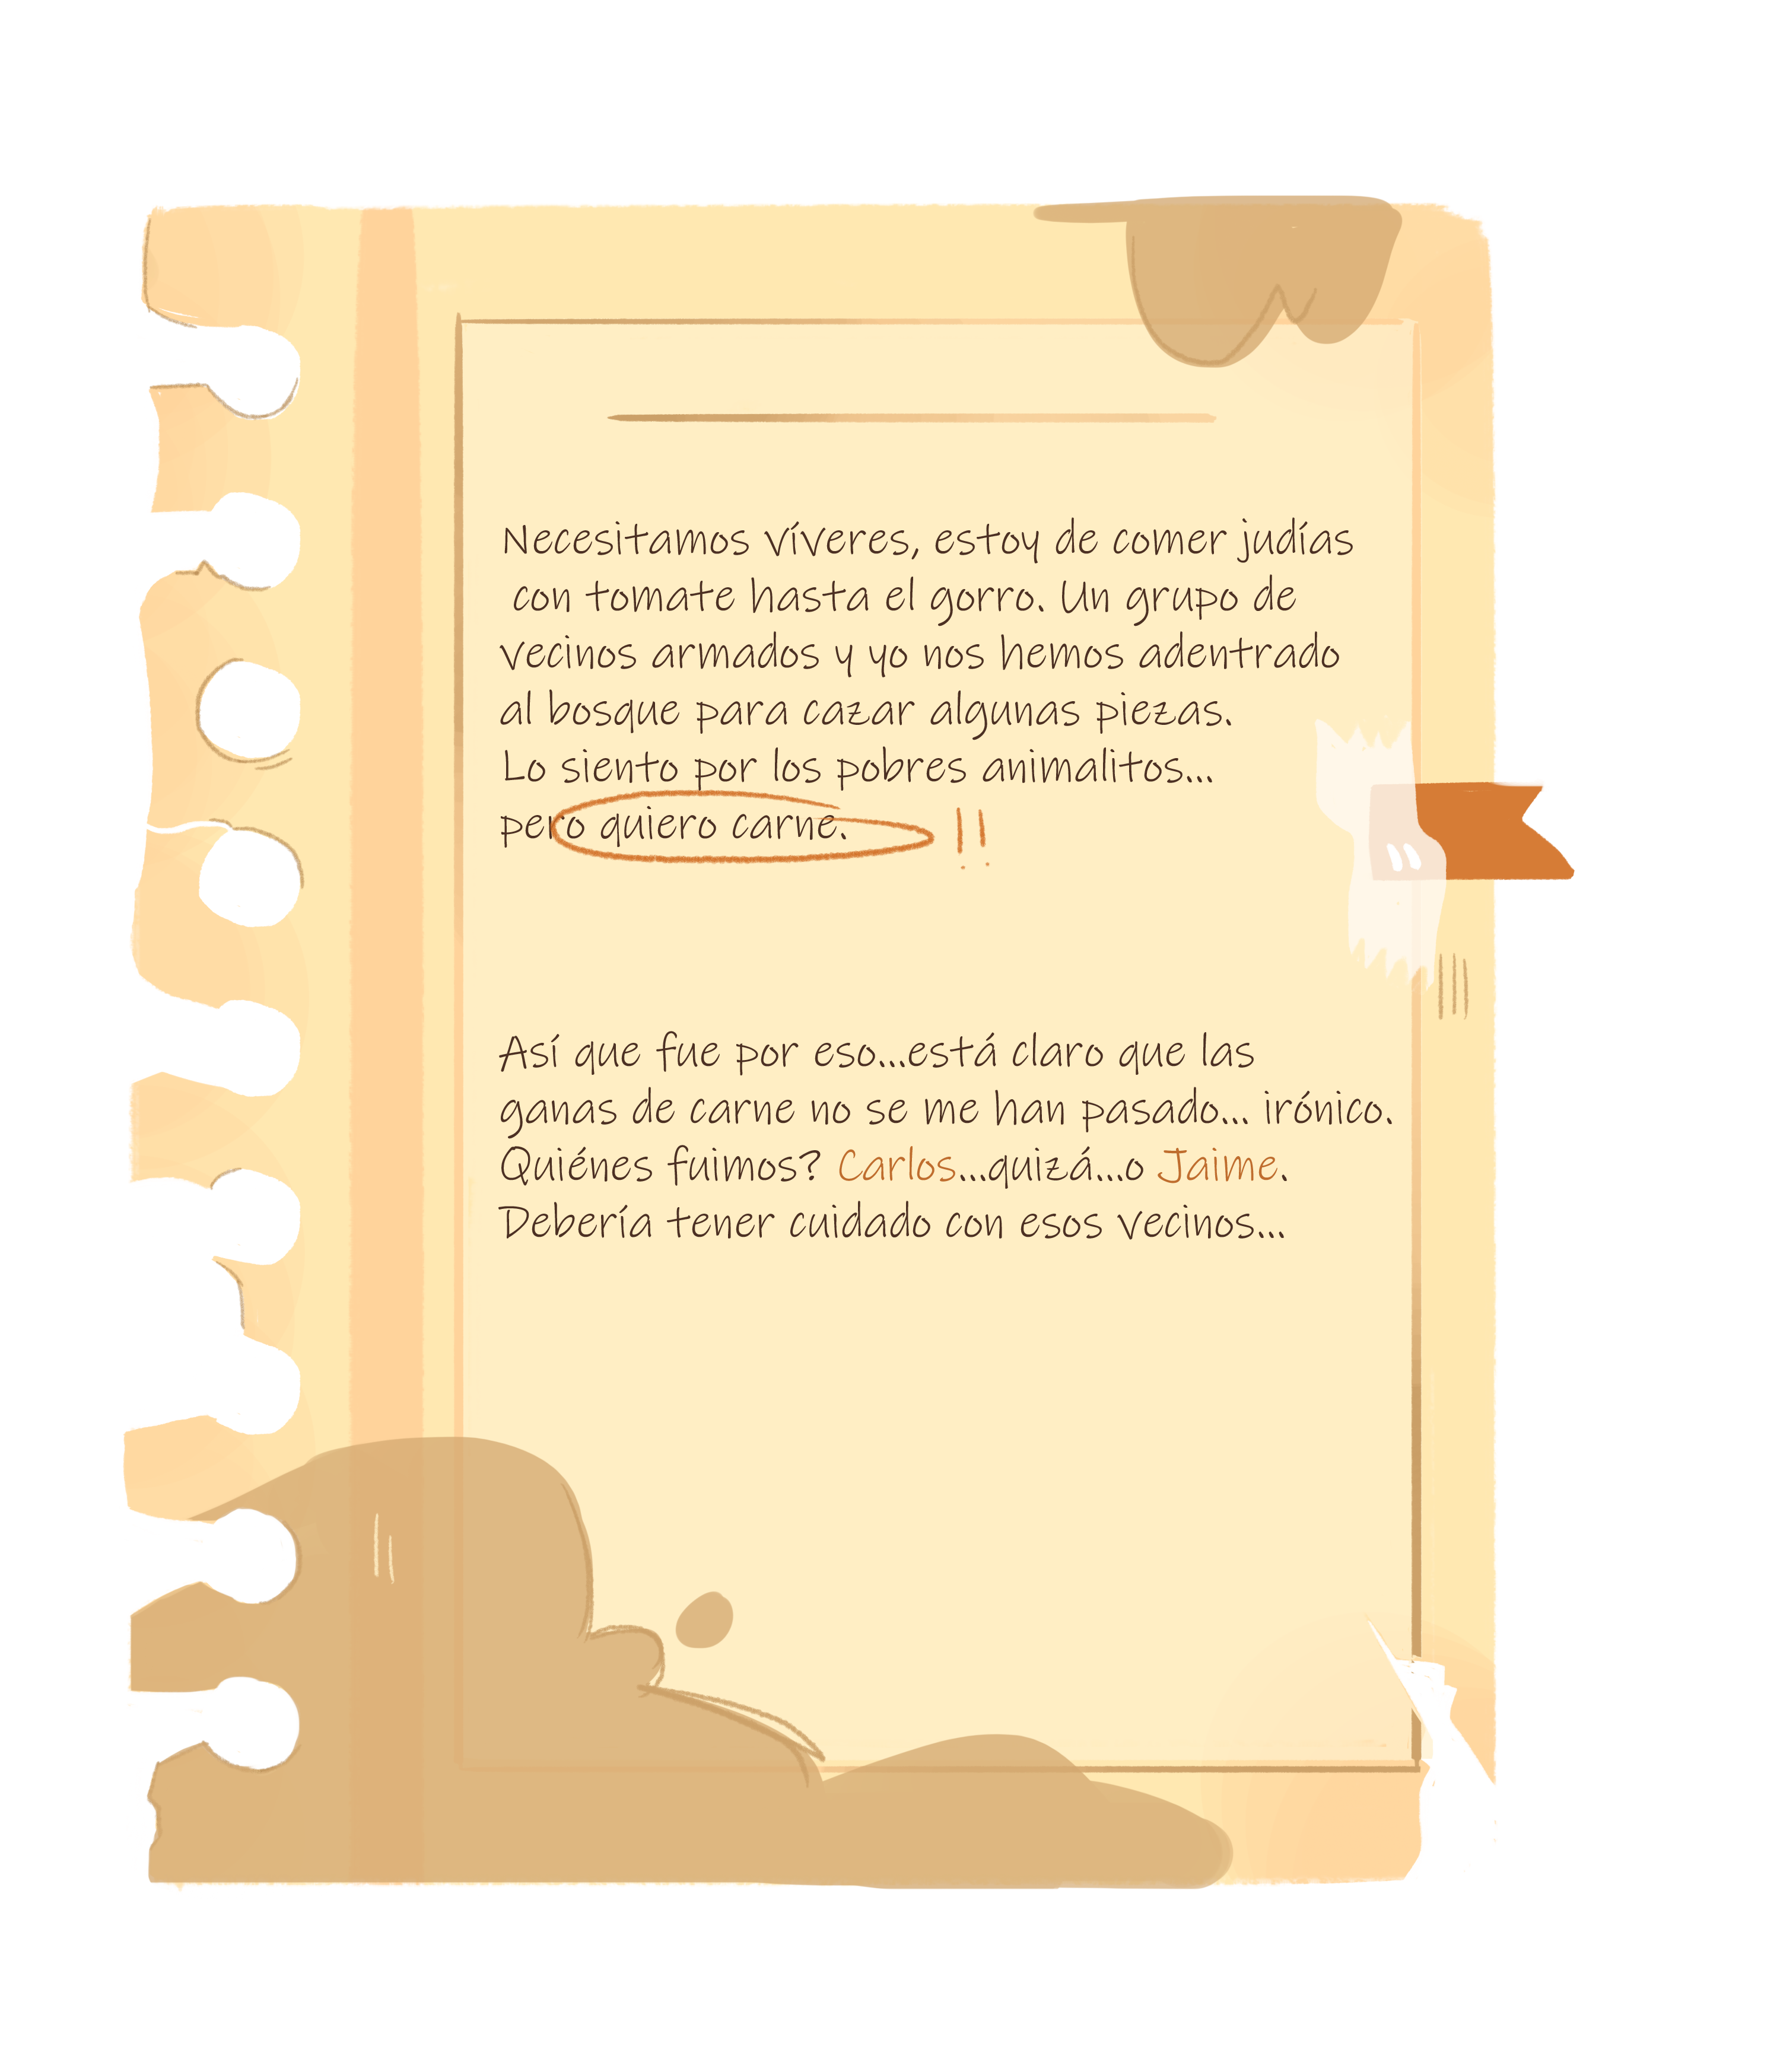 Necesitamos víveres, estoy de comer judías
con tomate hasta el gorro. Un grupo de
vecinos armados y yo nos hemos adentrado
al bosque para cazar algunas piezas.
Lo siento por los pobres animalitos...
pero quiero carne. !!
Así que fue por eso...está claro que las
ganas de carne no se me han pasado... irónico.
Quiénes fuimos? Carlos...quizá...o Jaime.
Debería tener cuidado con esos vecinos...